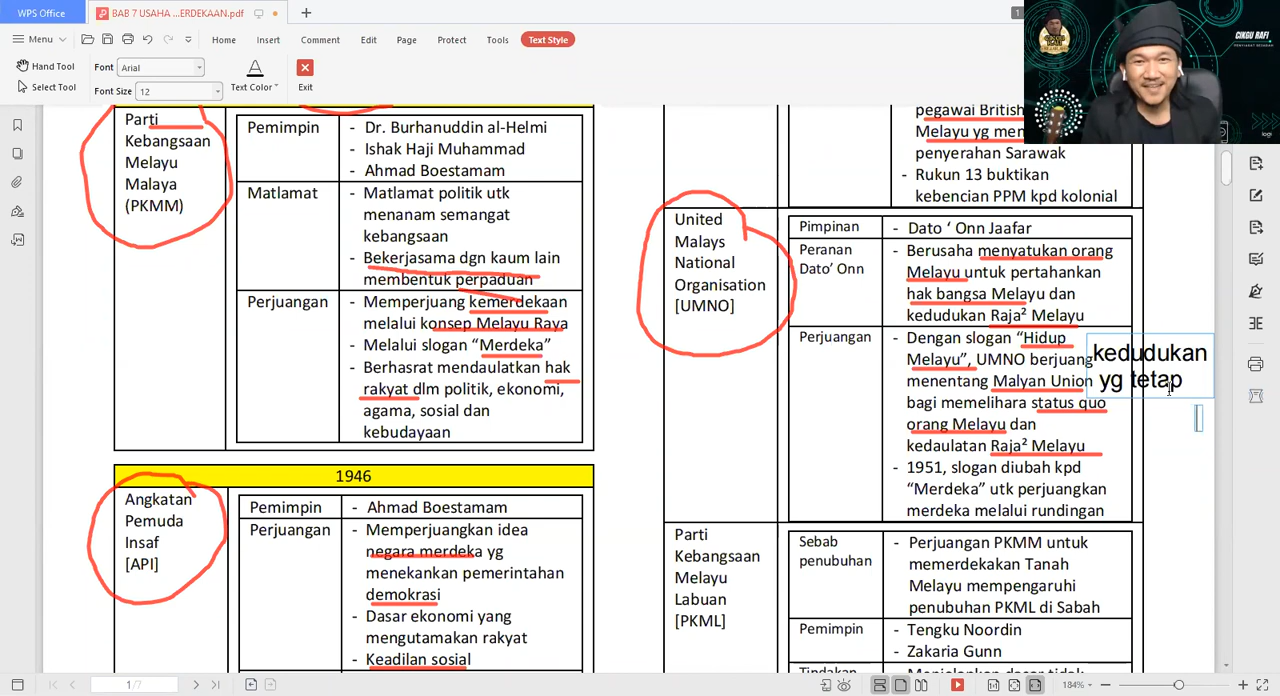 WPS Office
BAB 7 USAHA ...ERDEKAAN.pdf
1
Menu
Home
Insert
Comment
Edit
Page
Protect
Tools
Text Style
Hand Tool
Select Tool
Font
Arial
Font Size
12
Text Color
Exit
CIKGU RAFI
logi
Parti
Kebangsaan
Melayu
Malaya
(PKMM)
Pemimpin
- Dr. Burhanuddin al-Helmi
- Ishak Haji Muhammad
- Ahmad Boestamam
Matlamat
- Matlamat politik utk
menanam semangat
kebangsaan
- Bekerjasama dgn kaum lain
membentuk perpaduan
Perjuangan
- Memperjuang kemerdekaan
melalui konsep Melayu Raya
- Melalui slogan “Merdeka”
- Berhasrat mendaulatkan hak
rakyat dlm politik, ekonomi,
agama, sosial dan
kebudayaan
1946
Angkatan
Pemuda
Insaf
[API]
Pemimpin
- Ahmad Boestamam
Perjuangan
- Memperjuangkan idea
negara merdeka yg
menekankan pemerintahan
demokrasi
- Dasar ekonomi yang
mengutamakan rakyat
- Keadilan sosial
pegawai British
Melayu yg men
penyerahan Sarawak
- Rukun 13 buktikan
kebencian PPM kpd kolonial
United
Malays
National
Organisation
[UMNO]
Pimpinan
- Dato ‘ Onn Jaafar
Peranan
Dato’ Onn
- Berusaha menyatukan orang
Melayu untuk pertahankan
hak bangsa Melayu dan
kedudukan Raja² Melayu
Perjuangan
- Dengan slogan “Hidup
Melayu”, UMNO berjuang
menentang Malyan Union
bagi memelihara status quo
orang Melayu dan
kedaulatan Raja² Melayu
- 1951, slogan diubah kpd
“Merdeka” utk perjuangkan
merdeka melalui rundingan
kedudukan
yg tetap
Parti
Kebangsaan
Melayu
Labuan
[PKML]
Sebab
penubuhan
- Perjuangan PKMM untuk
memerdekakan Tanah
Melayu mempengaruhi
penubuhan PKML di Sabah
Pemimpin
- Tengku Noordin
- Zakaria Gunn
Tindakan
1/7
184%